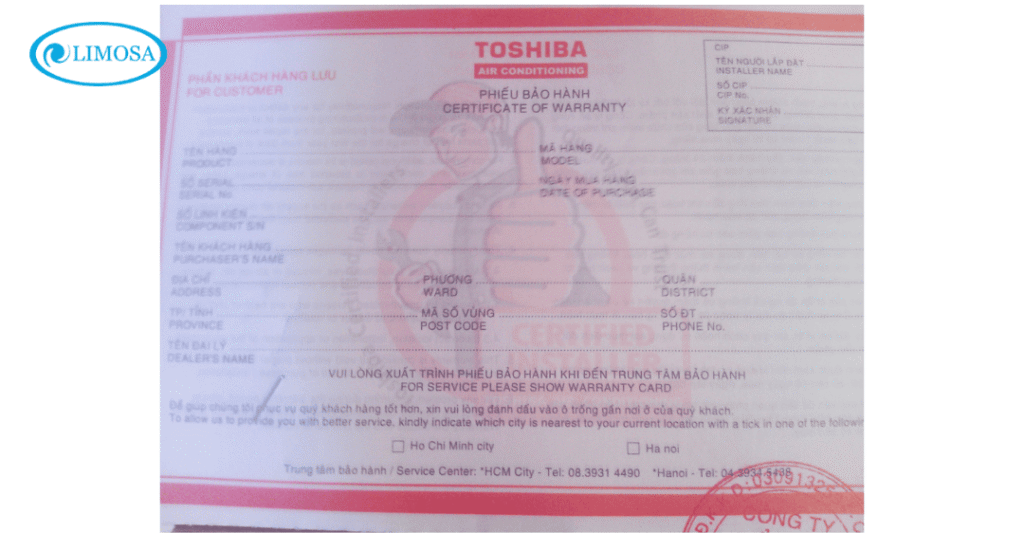 LIMOSA
TOSHIBA
AIR CONDITIONING
PHIẾU BẢO HÀNH
CERTIFICATE OF WARRANTY
PHẦN KHÁCH HÀNG LƯU
FOR CUSTOMER
CIP
TÊN NGƯỜI LẮP ĐẶT
INSTALLER NAME
SỐ CIP
CIP No.
KÝ XÁC NHẬN
SIGNATURE
TÊN HÀNG
PRODUCT
MÃ HÀNG
MODEL
SỐ SERIAL
SERIAL No.
NGÀY MUA HÀNG
DATE OF PURCHASE
SỐ LINH KIỆN
COMPONENT S/N
TÊN KHÁCH HÀNG
PURCHASER'S NAME
ĐỊA CHỈ
ADDRESS
PHƯỜNG
WARD
QUẬN
DISTRICT
TP/ TỈNH
PROVINCE
MÃ SỐ VÙNG
POST CODE
SỐ ĐT
PHONE No.
TÊN ĐẠI LÝ
DEALER'S NAME
Quality You Can Trust
Certified Installers
CERTIFIED
INSTALLER
VUI LÒNG XUẤT TRÌNH PHIẾU BẢO HÀNH KHI ĐẾN TRUNG TÂM BẢO HÀNH
FOR SERVICE PLEASE SHOW WARRANTY CARD
Để giúp chúng tôi phục vụ quý khách hàng tốt hơn, xin vui lòng đánh dấu vào ô trống gần nơi ở của quý khách.
To allow us to provide you with better service, kindly indicate which city is nearest to your current location with a tick in one of the followin
Ho Chi Minh city
Ha noi
Trung tâm bảo hành / Service Center: *HCM City - Tel: 08.3931 4490 *Hanoi - Tel:
CÔNG TY